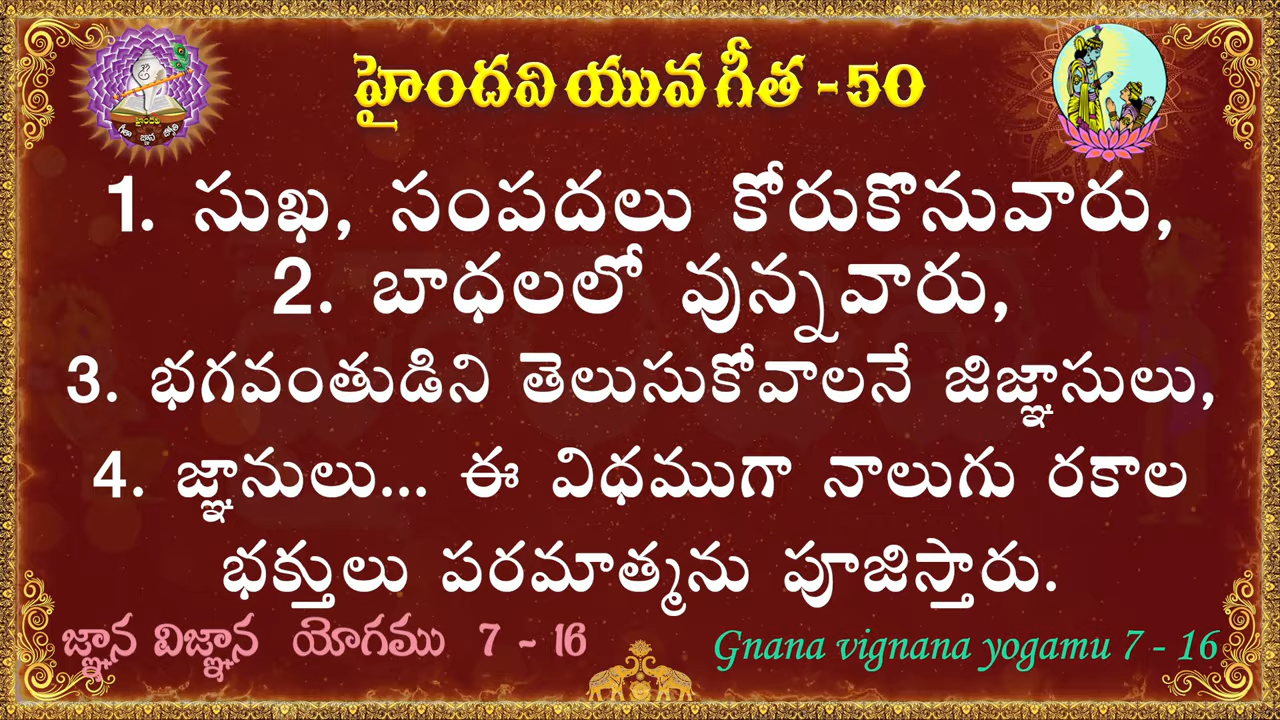 హైందవి యువ గీత - 50
1. సుఖ, సంపదలు కోరుకొనువారు,
2. బాధలలో వున్నవారు,
3. భగవంతుడిని తెలుసుకోవాలనే జిజ్ఞాసులు,
4. జ్ఞానులు... ఈ విధముగా నాలుగు రకాల
భక్తులు పరమాత్మను పూజిస్తారు.
జ్ఞాన విజ్ఞాన యోగము 7 - 16
Gnana vignana yogamu 7 - 16
హైందవి
గీతా జ్ఞాన జ్యోతి